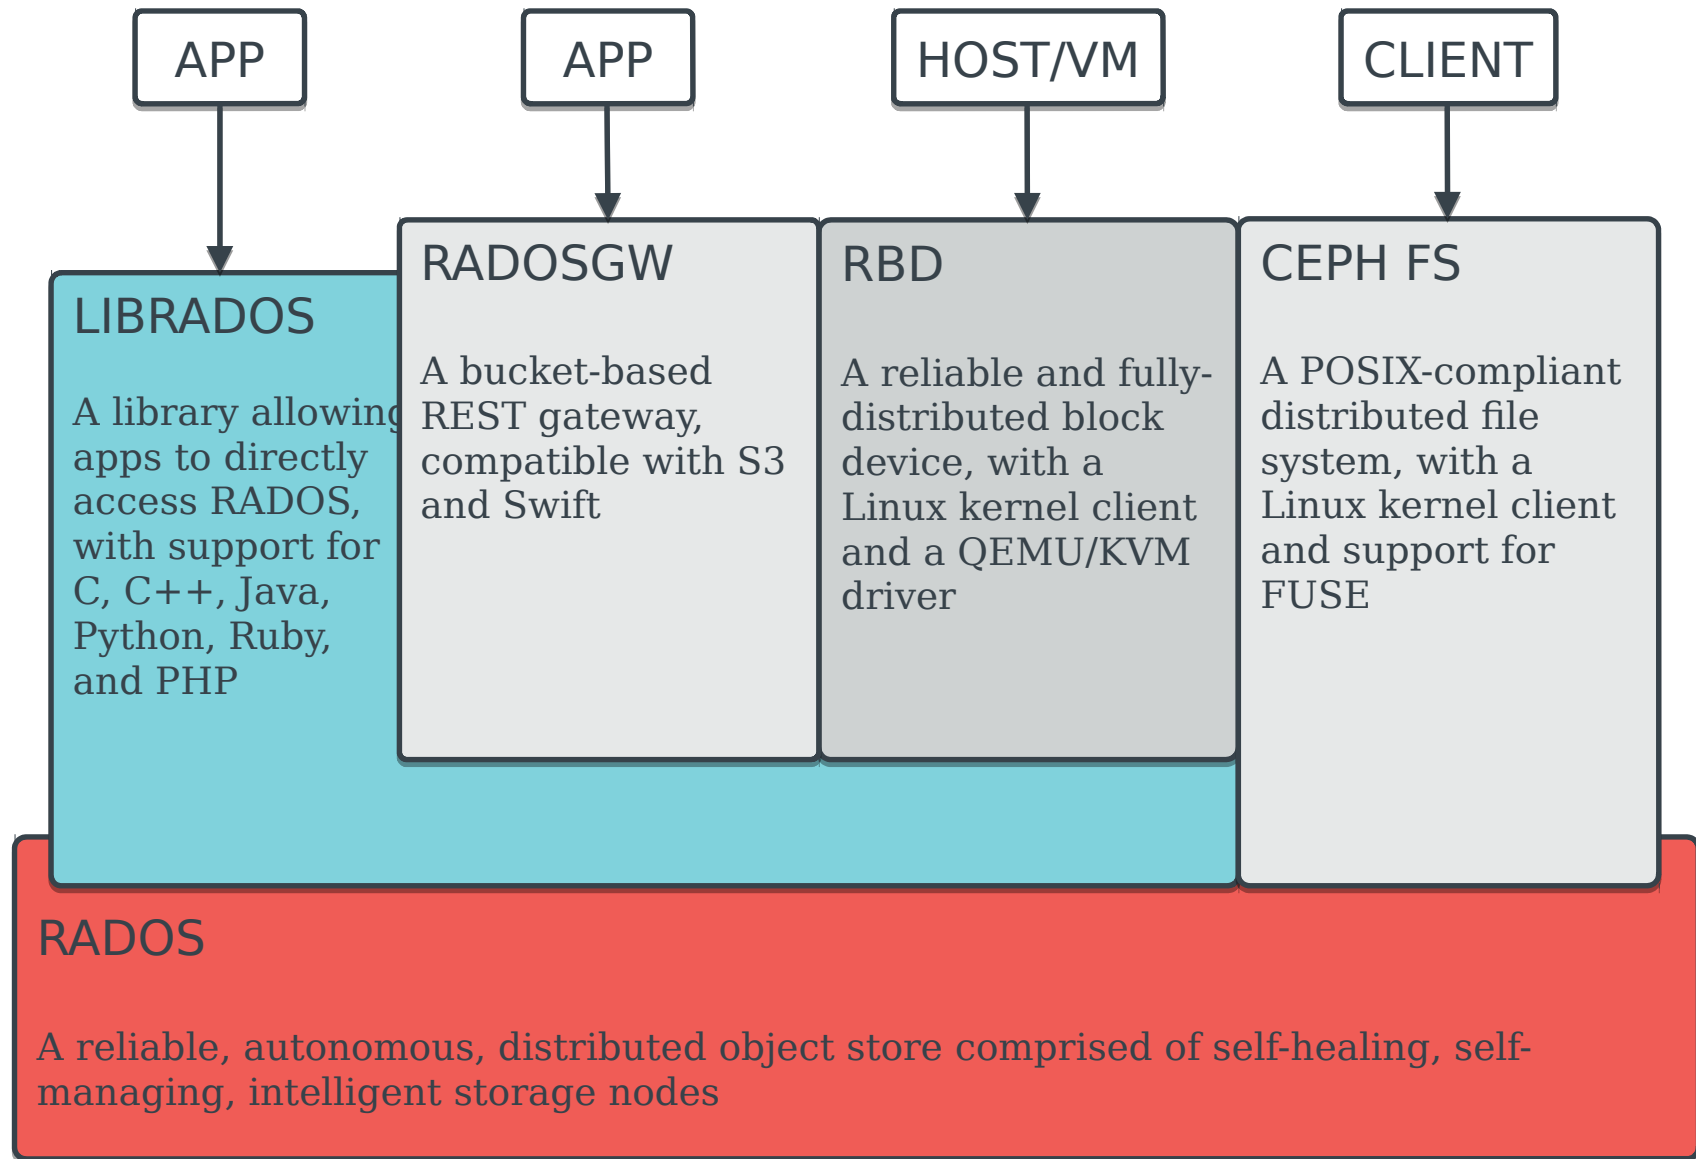 APP
APP
HOST/VM
CLIENT
LIBRADOS
A library allowing
apps to directly
access RADOS,
with support for
C, C++, Java,
Python, Ruby,
and PHP
RADOSGW
A bucket-based
REST gateway,
compatible with S3
and Swift
RBD
A reliable and fully-
distributed block
device, with a
Linux kernel client
and a QEMU/KVM
driver
CEPH FS
A POSIX-compliant
distributed file
system, with a
Linux kernel client
and support for
FUSE
RADOS
A reliable, autonomous, distributed object store comprised of self-healing, self-
managing, intelligent storage nodes